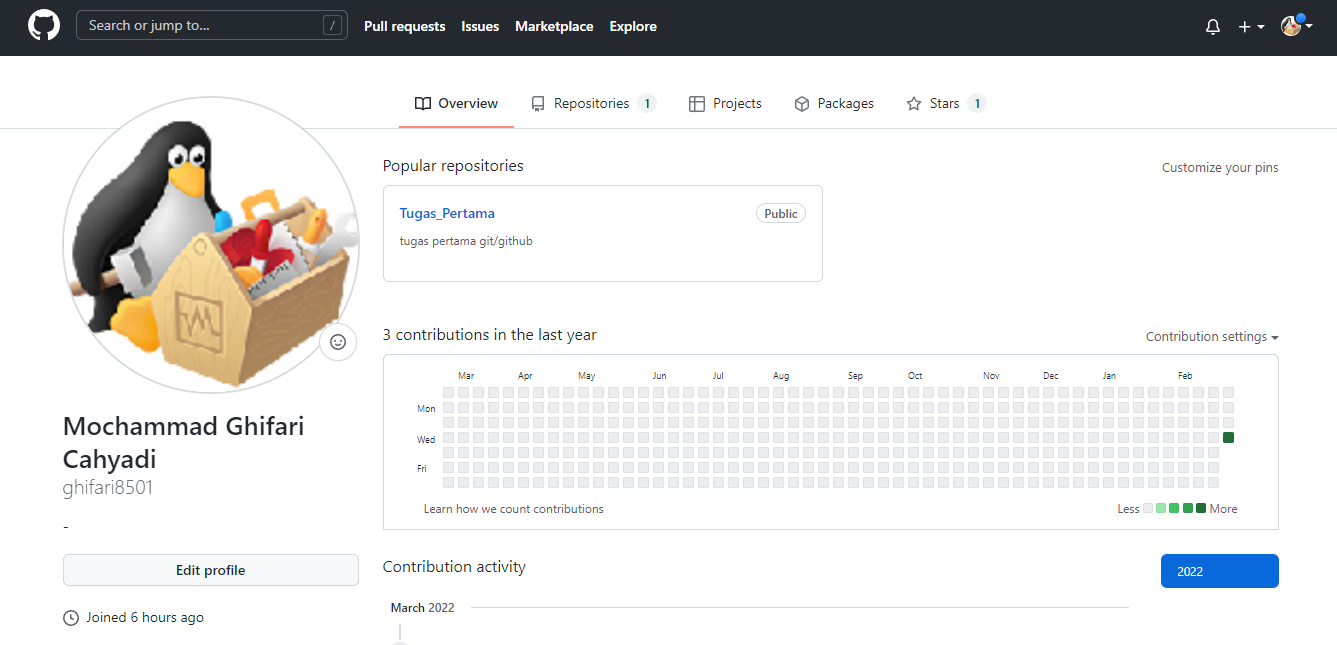 Search or jump to... /
Pull requests
Issues
Marketplace
Explore
Overview
Repositories 1
Projects
Packages
Stars 1
Popular repositories
Customize your pins
Tugas_Pertama
Public
tugas pertama git/github
3 contributions in the last year
Contribution settings
Mar Apr May Jun Jul Aug Sep Oct Nov Dec Jan Feb
Mon
Wed
Fri
Learn how we count contributions
Less More
Mochammad Ghifari
Cahyadi
ghifari8501
-
Edit profile
Joined 6 hours ago
Contribution activity
2022
March 2022